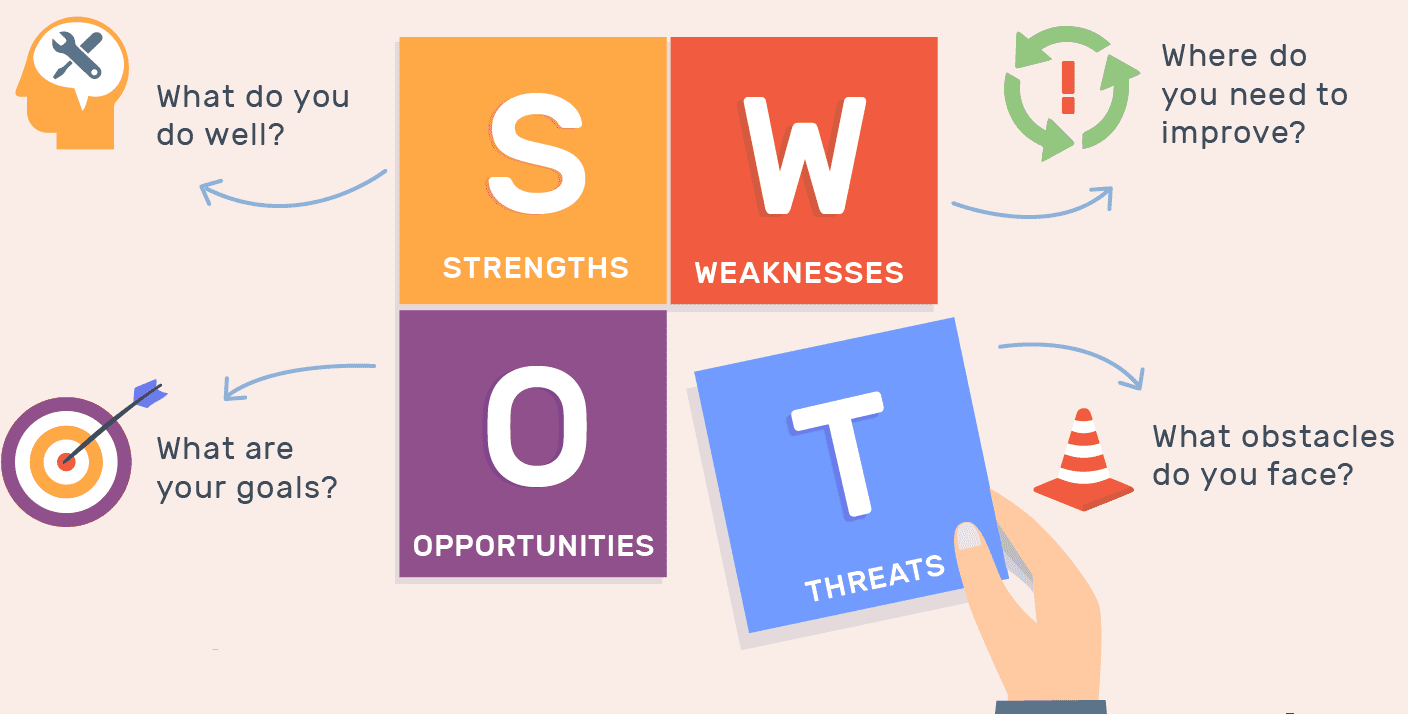 What do you
do well?
S
STRENGTHS
W
WEAKNESSES
Where do
you need to
improve?
What are
your goals?
O
OPPORTUNITIES
T
THREATS
What obstacles
do you face?